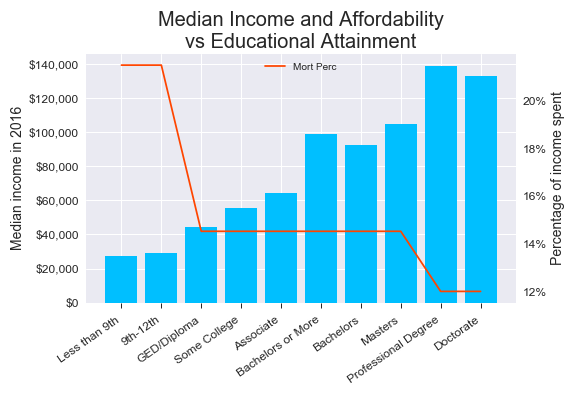 Median Income and Affordability
vs Educational Attainment
Mort Perc
Median income in 2016
$140,000
$120,000
$100,000
$80,000
$60,000
$40,000
$20,000
$0
Percentage of income spent
20%
18%
16%
14%
12%
Less than 9th
9th-12th
GED/Diploma
Some College
Associate
Bachelors or More
Bachelors
Masters
Professional Degree
Doctorate